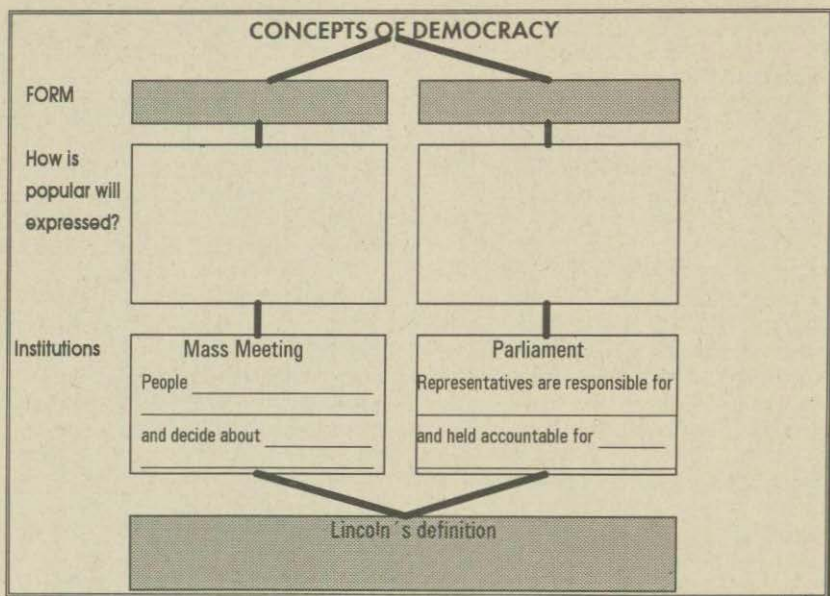 CONCEPTS OF DEMOCRACY
FORM
How is
popular will
expressed?
Institutions
Mass Meeting
People
and decide about
Parliament
Representatives are responsible for
and held accountable for
Lincoln´s definition